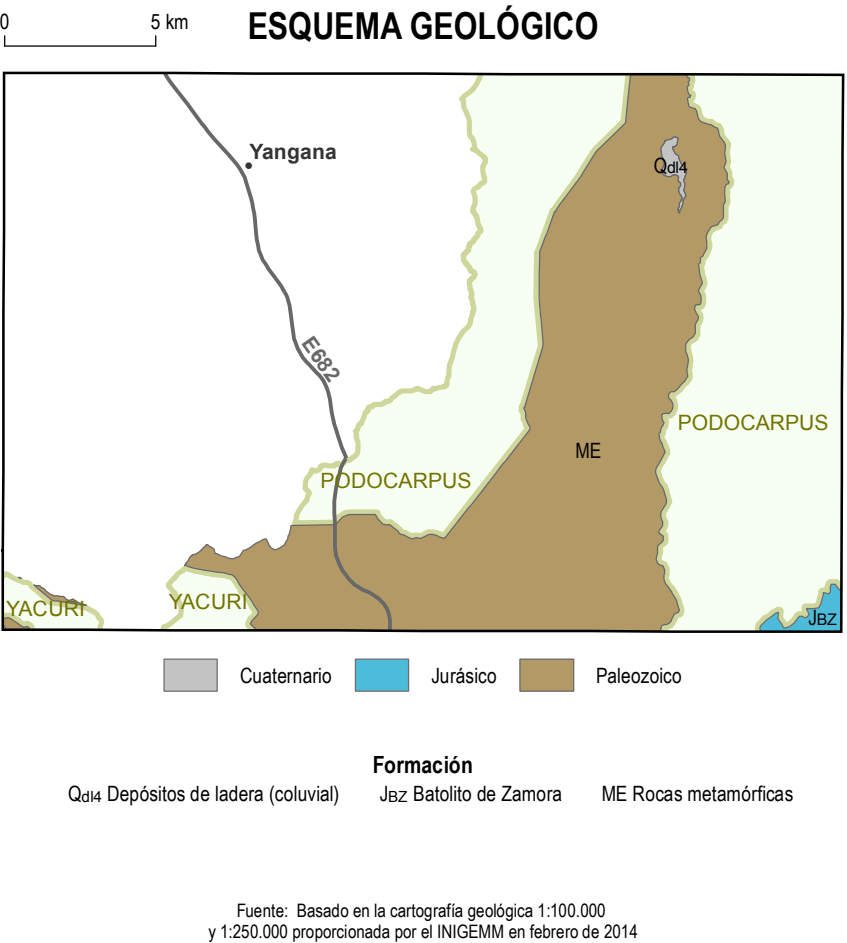 0 5 km ESQUEMA GEOLÓGICO
Yangana
Qdl4
E682
PODOCARPUS
ME
PODOCARPUS
YACURI
YACURI
JBZ
Cuaternario Jurásico Paleozoico
Formación
Qdl4 Depósitos de ladera (coluvial) JBZ Batolito de Zamora ME Rocas metamórficas
Fuente: Basado en la cartografía geológica 1:100.000
y 1:250.000 proporcionada por el INIGEMM en febrero de 2014